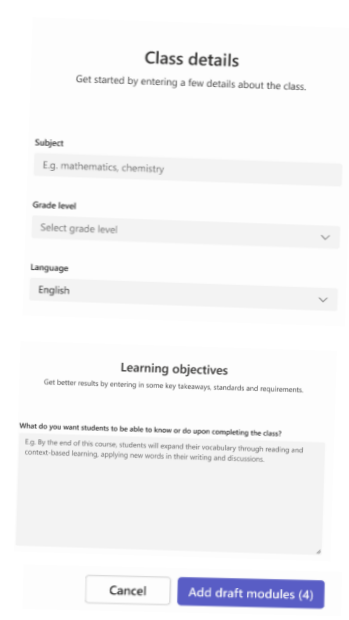 Class details
Get started by entering a few details about the class.
Subject
E.g. mathematics, chemistry
Grade level
Select grade level
Language
English
Learning objectives
Get better results by entering in some key takeaways, standards and requirements.
What do you want students to be able to know or do upon completing the class?
E.g. By the end of this course, students will expand their vocabulary through reading and
context-based learning, applying new words in their writing and discussions.
Cancel
Add draft modules (4)